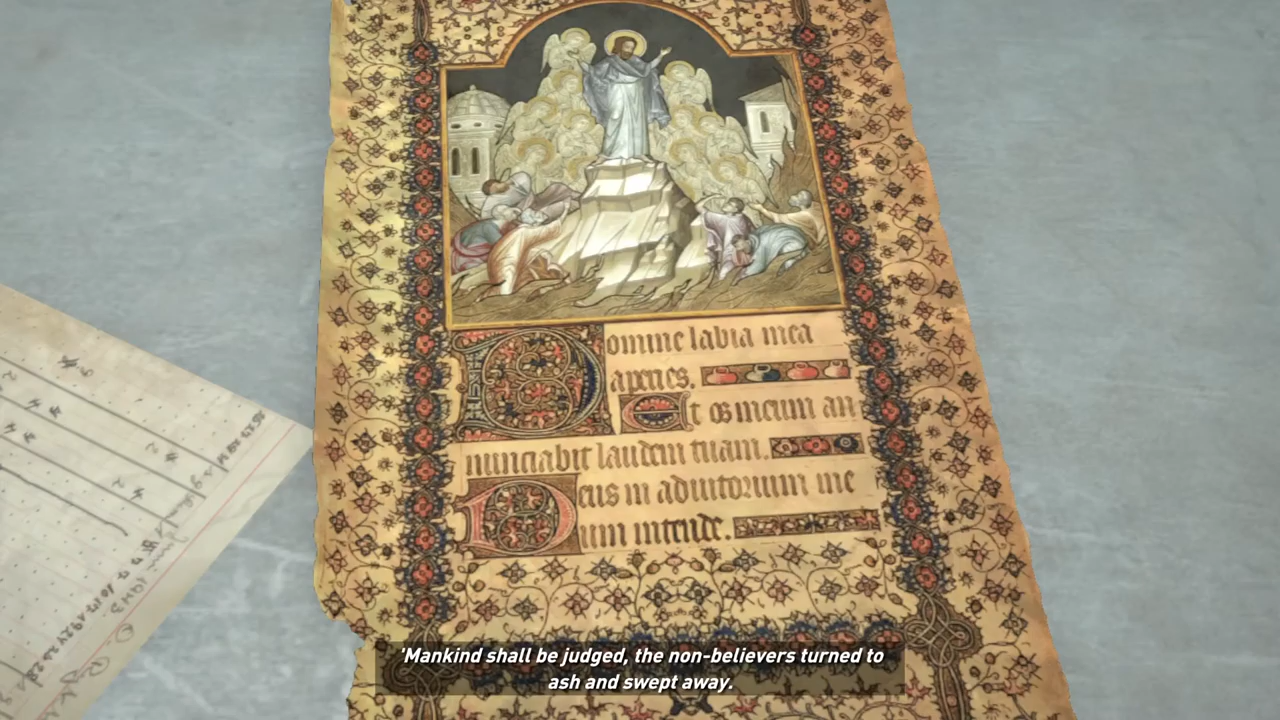 Domine labia mea
aperies.
Et os meum an
nunciabit laudem tuam.
Deus in adiutorium me
um intende.
'Mankind shall be judged, the non-believers turned to
ash and swept away.